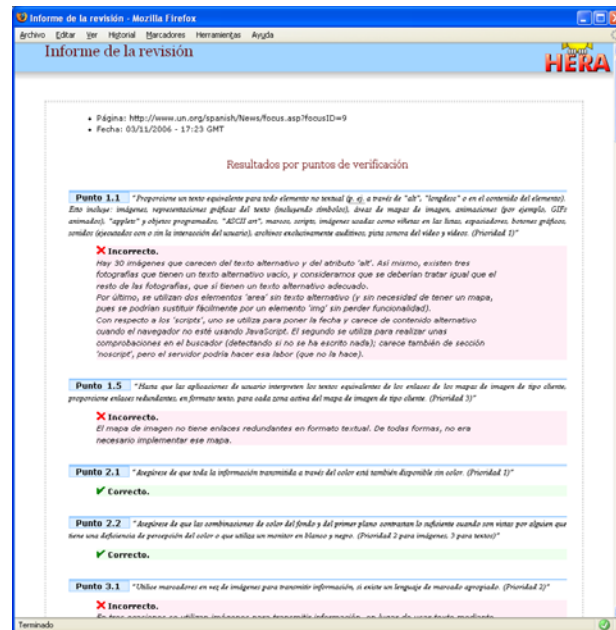 Informe de la revisión - Mozilla Firefox
Archivo Editar Ver Historial Marcadores Herramientas Ayuda
Informe de la revisión
HERA
• Página: http://www.un.org/spanish/News/focus.asp?focusID=9
• Fecha: 03/11/2006 - 17:23 GMT
Resultados por puntos de verificación
Punto 1.1 "Proporcione un texto equivalente para todo elemento no textual (p. ej. a través de "alt", "longdesc" o en el contenido del elemento).
Esto incluye: imágenes, representaciones gráficas del texto (incluyendo símbolos), áreas de mapas de imagen, animaciones (por ejemplo, GIFs
animados), "applets" y objetos programados, "ASCII art", marcos, scripts, imágenes usadas como viñetas en las listas, espaciadores, botones gráficos,
sonidos (ejecutados con o sin la interacción del usuario), archivos exclusivamente auditivos, pista sonora del vídeo y vídeos. (Prioridad 1)"
Incorrecto.
Hay 30 imágenes que carecen del texto alternativo y del atributo 'alt'. Así mismo, existen tres
fotografías que tienen un texto alternativo vacío, y consideramos que se deberían tratar igual que el
resto de las fotografías, que sí tienen un texto alternativo adecuado.
Por último, se utilizan dos elementos 'area' sin texto alternativo (y sin necesidad de tener un mapa,
pues se podrían sustituir fácilmente por un elemento 'img' sin perder funcionalidad).
Con respecto a los 'scripts', uno se utiliza para poner la fecha y carece de contenido alternativo
cuando el navegador no esté usando JavaScript. El segundo se utiliza para realizar unas
comprobaciones en el buscador (detectando si no se ha escrito nada); carece también de sección
'noscript', pero el servidor podría hacer esa labor (que no la hace).
Punto 1.5 "Hasta que las aplicaciones de usuario interpreten los textos equivalentes de los enlaces de los mapas de imagen de tipo cliente,
proporcione enlaces redundantes, en formato texto, para cada zona activa del mapa de imagen de tipo cliente. (Prioridad 3)"
Incorrecto.
El mapa de imagen no tiene enlaces redundantes en formato textual. De todas formas, no era
necesario implementar ese mapa.
Punto 2.1 "Asegúrese de que toda la información transmitida a través del color está también disponible sin color. (Prioridad 1)"
Correcto.
Punto 2.2 "Asegúrese de que las combinaciones de color del fondo y del primer plano contrastan lo suficiente cuando son vistas por alguien que
tiene una deficiencia de percepción del color o que utiliza un monitor en blanco y negro. (Prioridad 2 para imágenes, 3 para textos)"
Correcto.
Punto 3.1 "Utilice marcadores en vez de imágenes para transmitir información, si existe un lenguaje de marcado apropiado. (Prioridad 2)"
Incorrecto.
En tres ocasiones se utilizan imágenes para transmitir información, en lugar de usar texto mediante
Terminado